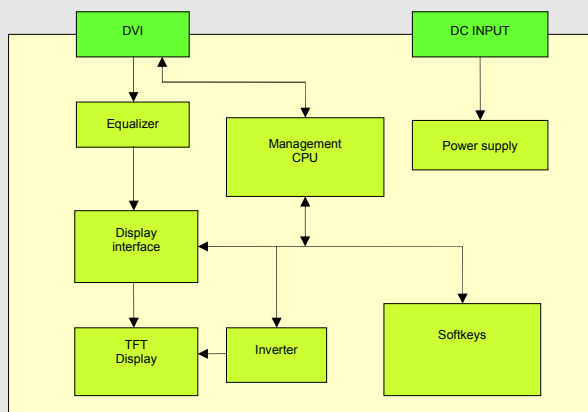 DVI
DC INPUT
Equalizer
Management
CPU
Power supply
Display
interface
TFT
Display
Inverter
Softkeys